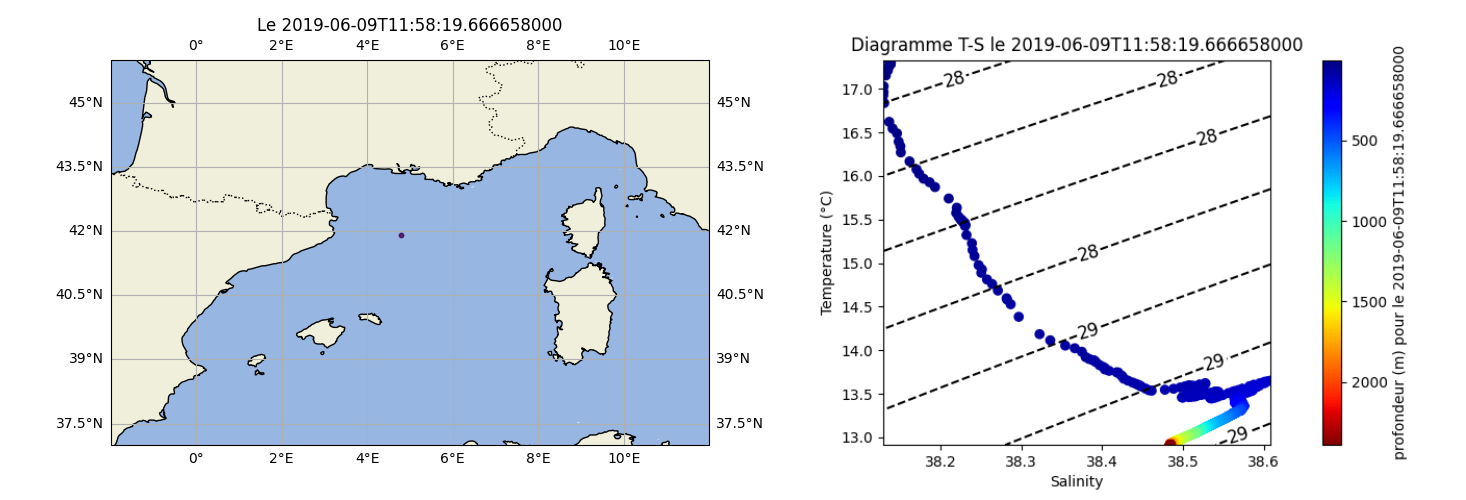 Le 2019-06-09T11:58:19.666658000
0° 2°E 4°E 6°E 8°E 10°E
45°N 45°N
43.5°N 43.5°N
42°N 42°N
40.5°N 40.5°N
39°N 39°N
37.5°N 37.5°N
0° 2°E 4°E 6°E 8°E 10°E
Diagramme T-S le 2019-06-09T11:58:19.666658000
Temperature (°C)
17.0
16.5
16.0
15.5
15.0
14.5
14.0
13.5
13.0
28 28
28
28
29
29
29
38.2 38.3 38.4 38.5 38.6
Salinity
500
1000
1500
2000
profondeur (m) pour le 2019-06-09T11:58:19.666658000